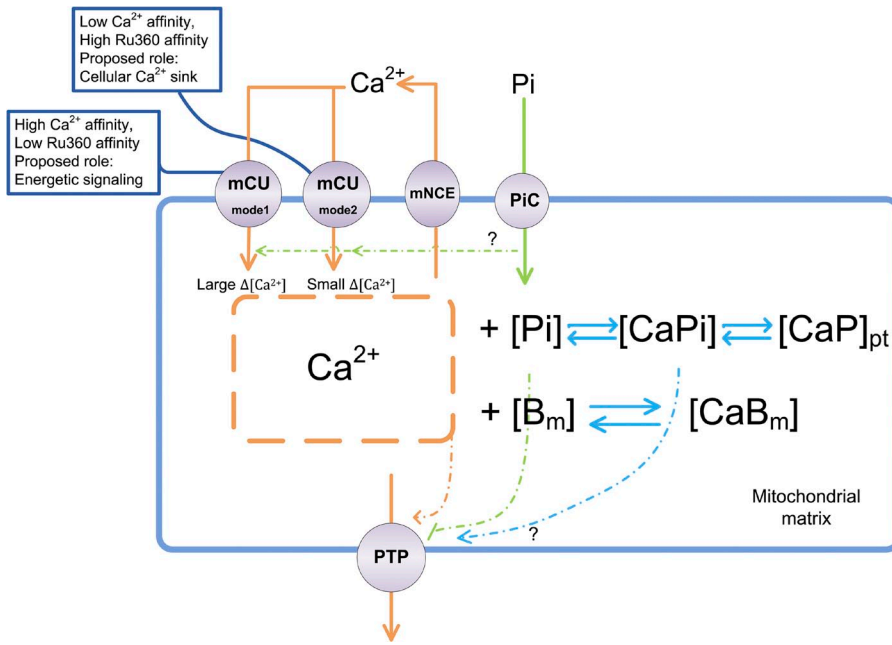 Low Ca²⁺ affinity,
High Ru360 affinity
Proposed role:
Cellular Ca²⁺ sink
High Ca²⁺ affinity,
Low Ru360 affinity
Proposed role:
Energetic signaling
Ca²⁺
Pi
mCU
mode1
mCU
mode2
mNCE
PiC
?
Large Δ[Ca²⁺]
Small Δ[Ca²⁺]
Ca²⁺
+ [Pi] [CaPi] [CaP]pt
+ [Bm] [CaBm]
Mitochondrial
matrix
?
PTP